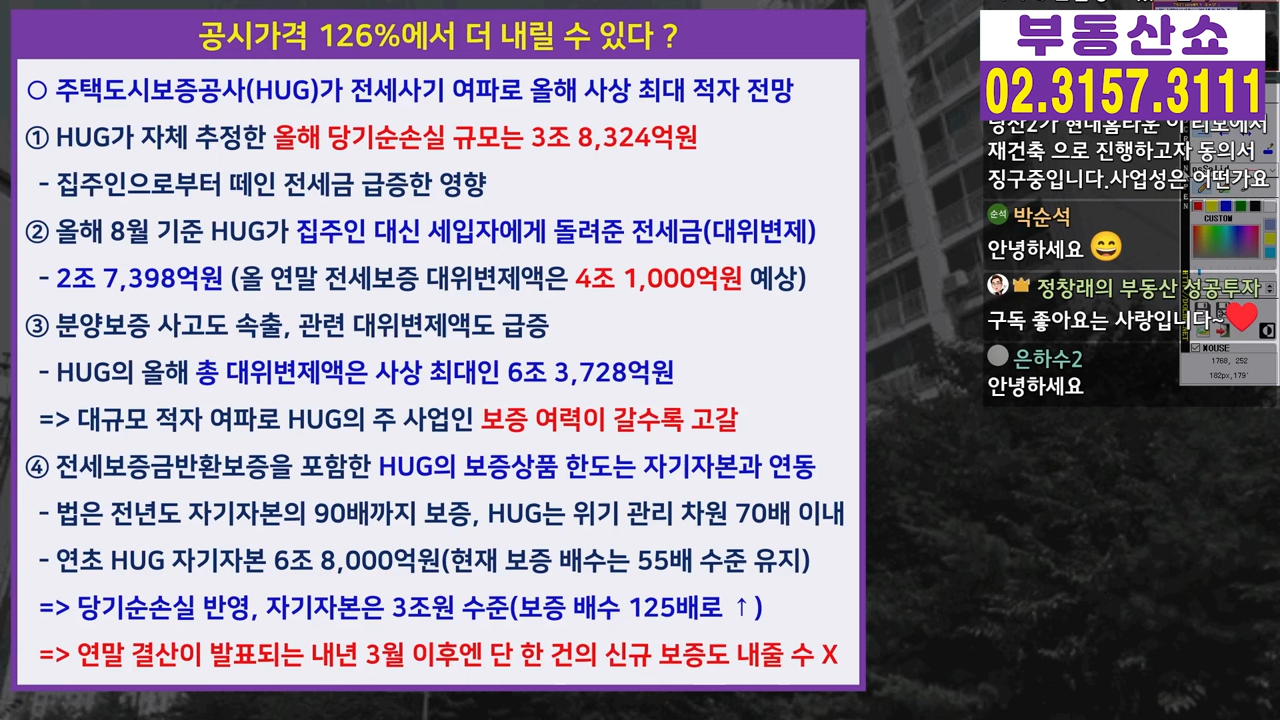 공시가격 126%에서 더 내릴 수 있다 ?
○ 주택도시보증공사(HUG)가 전세사기 여파로 올해 사상 최대 적자 전망
① HUG가 자체 추정한 올해 당기순손실 규모는 3조 8,324억원
- 집주인으로부터 떼인 전세금 급증한 영향
② 올해 8월 기준 HUG가 집주인 대신 세입자에게 돌려준 전세금(대위변제)
- 2조 7,398억원 (올 연말 전세보증 대위변제액은 4조 1,000억원 예상)
③ 분양보증 사고도 속출, 관련 대위변제액도 급증
- HUG의 올해 총 대위변제액은 사상 최대인 6조 3,728억원
=> 대규모 적자 여파로 HUG의 주 사업인 보증 여력이 갈수록 고갈
④ 전세보증금반환보증을 포함한 HUG의 보증상품 한도는 자기자본과 연동
- 법은 전년도 자기자본의 90배까지 보증, HUG는 위기 관리 차원 70배 이내
- 연초 HUG 자기자본 6조 8,000억원(현재 보증 배수는 55배 수준 유지)
=> 당기순손실 반영, 자기자본은 3조원 수준(보증 배수 125배로 ↑)
=> 연말 결산이 발표되는 내년 3월 이후엔 단 한 건의 신규 보증도 내줄 수 X
부동산쇼
02.3157.3111
당산2가 현대홈타운 이 리모에서
재건축 으로 진행하고자 동의서
징구중입니다.사업성은 어떤가요
순석 박순석
안녕하세요 😄
정창래의 부동산 성공투자
구독 좋아요는 사랑입니다~❤️
은하수2
안녕하세요
CUSTOM
MOUSE
1768, 252
182px,179°